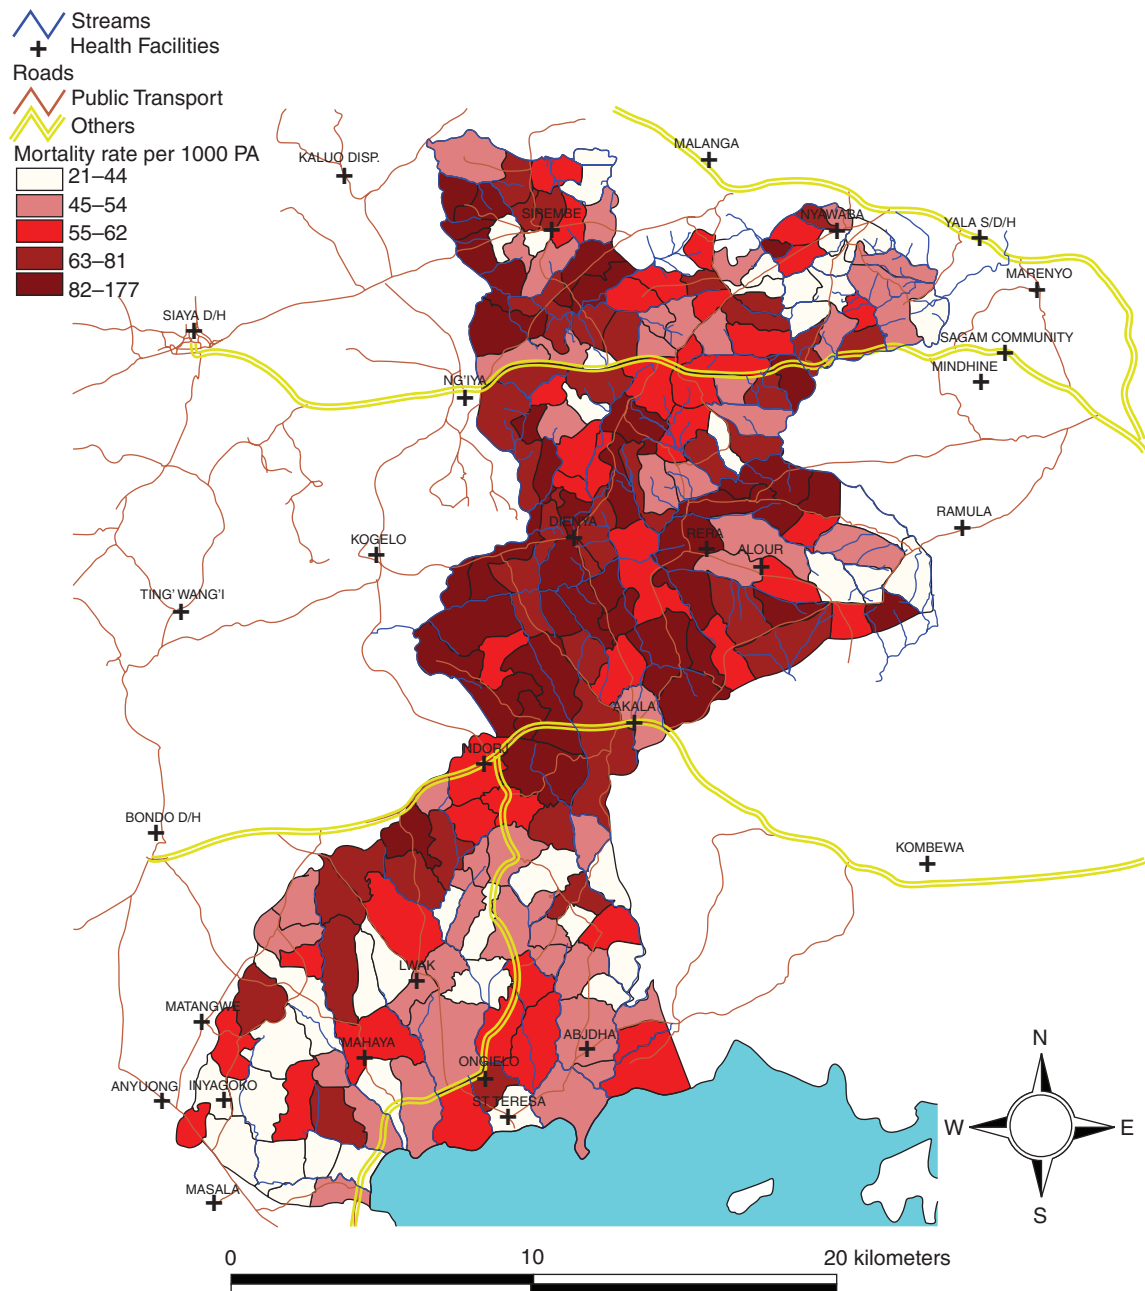 Streams
Health Facilities
Roads
Public Transport
Others
Mortality rate per 1000 PA
21–44
45–54
55–62
63–81
82–177
MALANGA
KALUO DISP.
SIREMBE
NYAWABA
YALA S/D/H
MARENYO
SIAYA D/H
SAGAM COMMUNITY
MINDHINE
NG'IYA
RAMULA
DIENYA
RERA
ALOUR
KOGELO
TING' WANG'I
AKALA
NDORI
BONDO D/H
KOMBEWA
LWAK
MATANGWE
MAHAYA
ABJDHA
ONGIELO
ANYUONG
INYAGOKO
ST TERESA
MASALA
N
W
E
S
0
10
20 kilometers